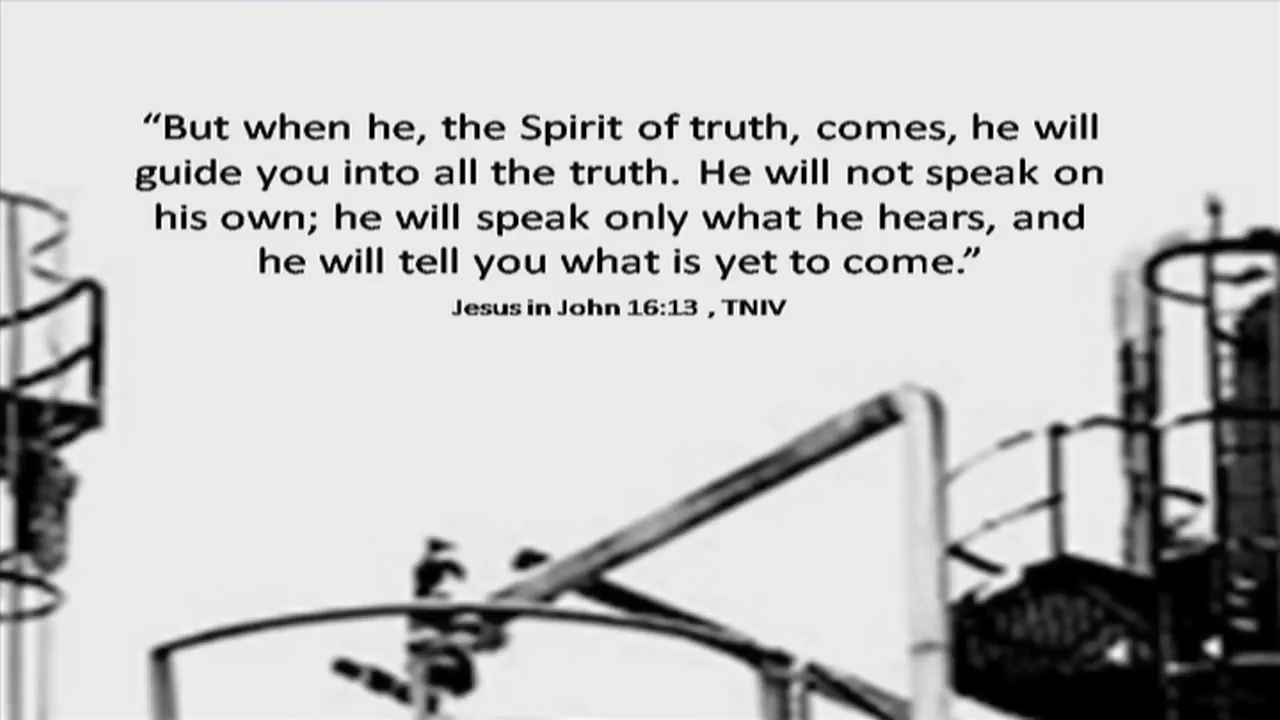 “But when he, the Spirit of truth, comes, he will
guide you into all the truth. He will not speak on
his own; he will speak only what he hears, and
he will tell you what is yet to come.”
Jesus in John 16:13 , TNIV